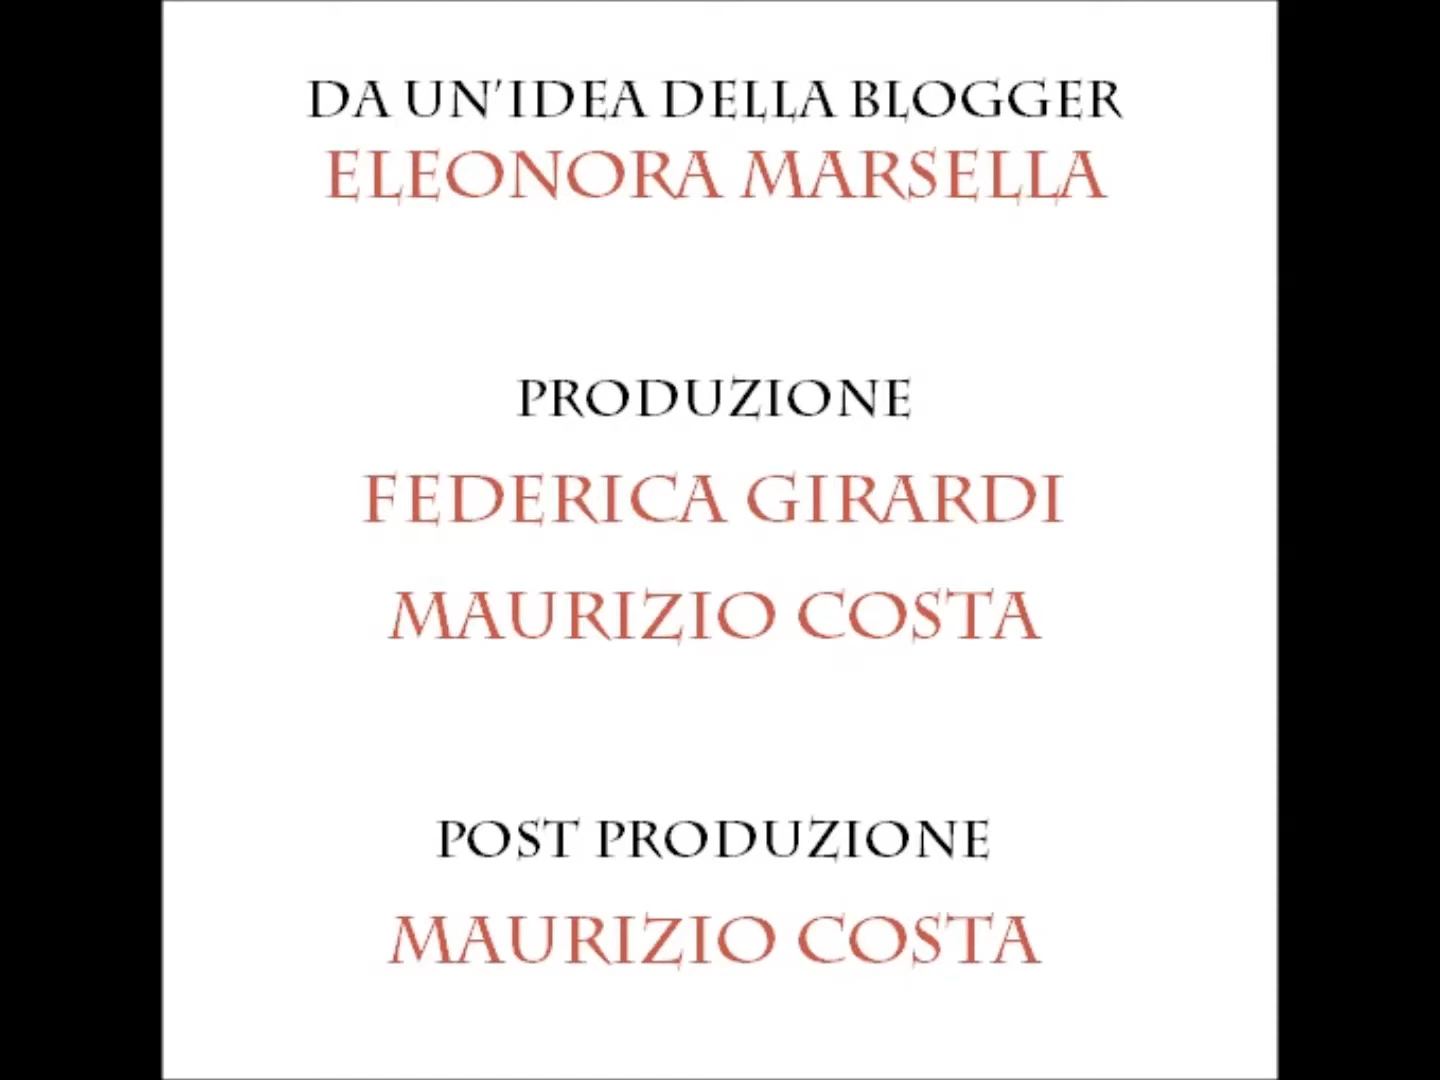 DA UN'IDEA DELLA BLOGGER
ELEONORA MARSELLA
PRODUZIONE
FEDERICA GIRARDI
MAURIZIO COSTA
POST PRODUZIONE
MAURIZIO COSTA